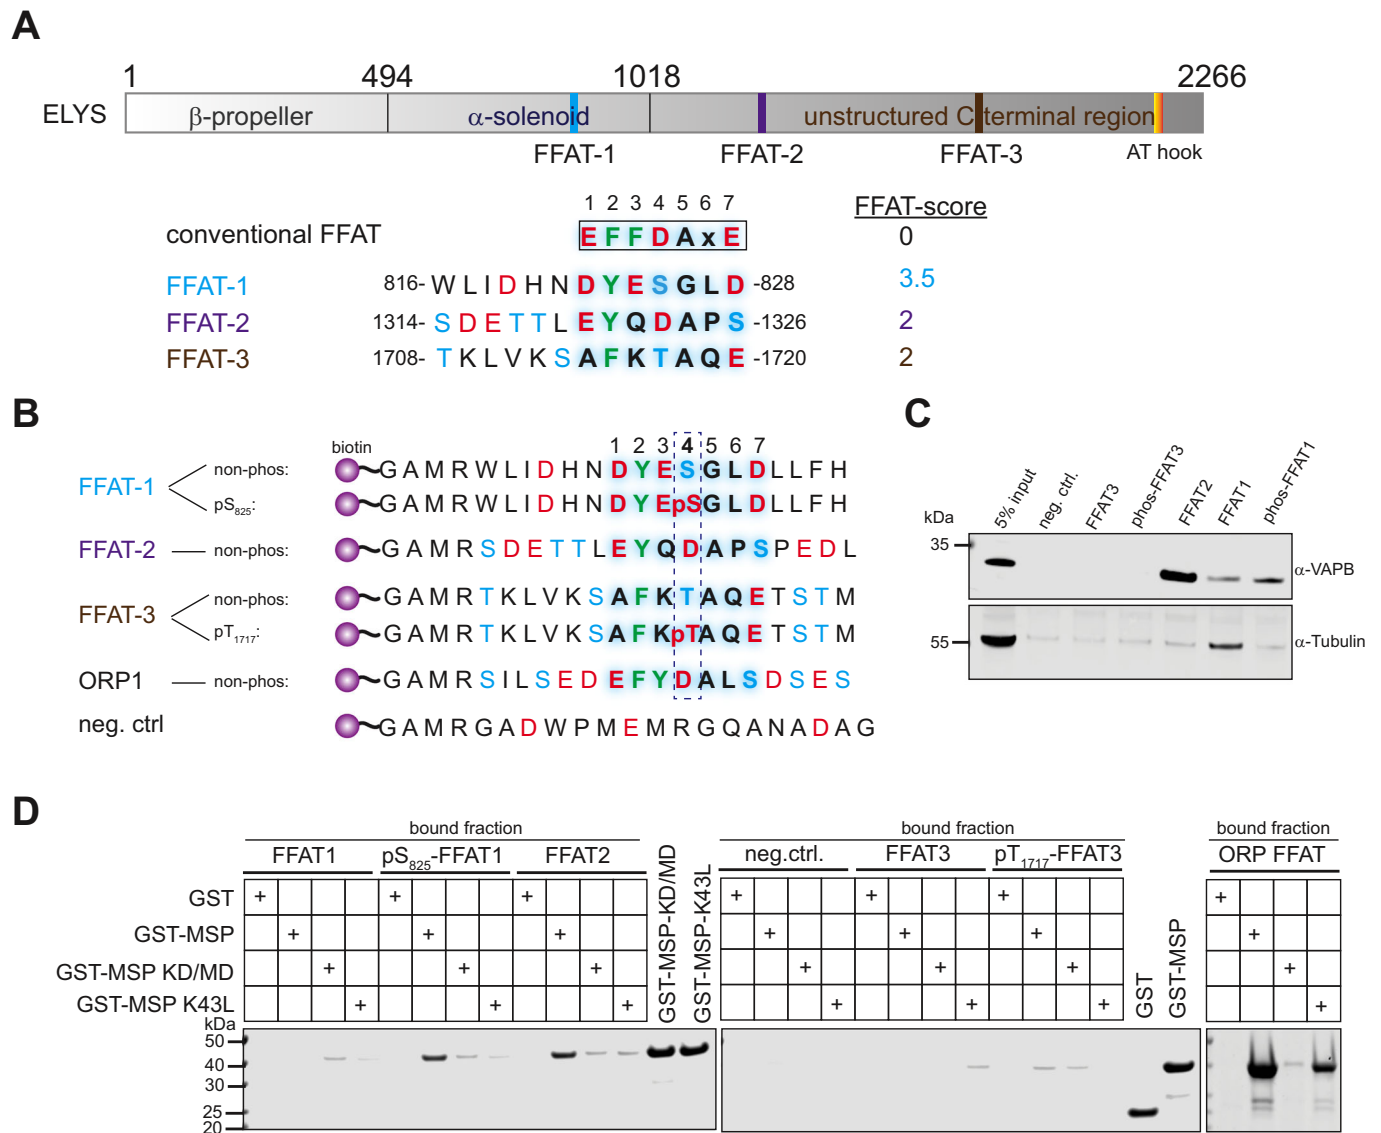 A
1 494 1018 2266
ELYS β-propeller α-solenoid unstructured C-terminal region
FFAT-1 FFAT-2 FFAT-3 AT hook
1 2 3 4 5 6 7 FFAT-score
conventional FFAT E F F D A x E 0
FFAT-1 816- W L I D H N D Y E S G L D -828 3.5
FFAT-2 1314- S D E T T L E Y Q D A P S -1326 2
FFAT-3 1708- T K L V K S A F K T A Q E -1720 2
B
biotin 1 2 3 4 5 6 7
FFAT-1
non-phos: G A M R W L I D H N D Y E S G L D L L F H
pS825: G A M R W L I D H N D Y E pS G L D L L F H
FFAT-2 non-phos: G A M R S D E T T L E Y Q D A P S P E D L
FFAT-3
non-phos: G A M R T K L V K S A F K T A Q E T S T M
pT1717: G A M R T K L V K S A F K pT A Q E T S T M
ORP1 non-phos: G A M R S I L S E D E F Y D A L S D S E S
neg. ctrl G A M R G A D W P M E M R G Q A N A D A G
C
kDa 5% input neg. ctrl. FFAT3 phos-FFAT3 FFAT2 FFAT1 phos-FFAT1
35 α-VAPB
55 α-Tubulin
D
bound fraction bound fraction bound fraction
FFAT1 pS825-FFAT1 FFAT2 GST-MSP-KD/MD GST-MSP-K43L neg.ctrl. FFAT3 pT1717-FFAT3 GST GST-MSP ORP FFAT
GST + + + + + + +
GST-MSP + + + + + + +
GST-MSP KD/MD + + + + + + +
GST-MSP K43L + + + + + + +
kDa
50
40
30
25
20